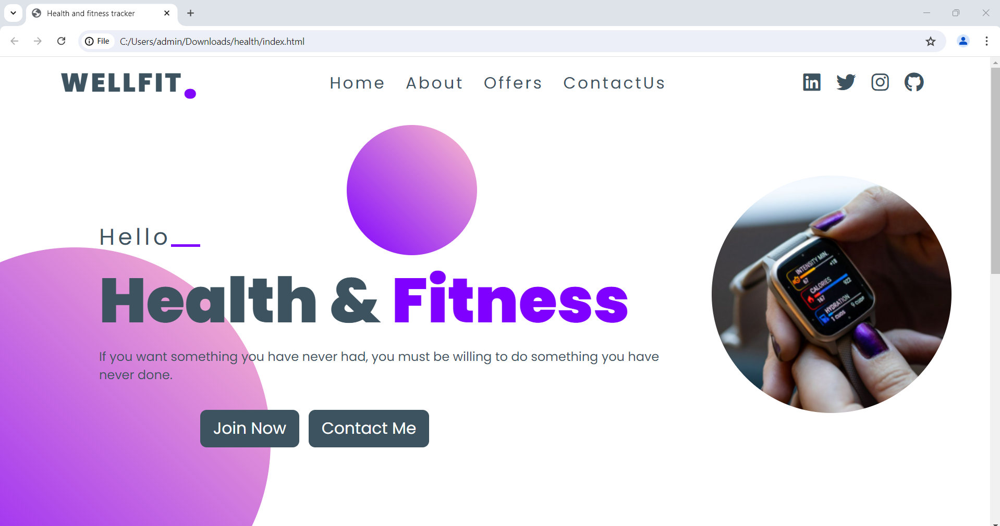 Health and fitness tracker
File C:/Users/admin/Downloads/health/index.html
WELLFIT.
Home About Offers ContactUs
Hello__
Health & Fitness
If you want something you have never had, you must be willing to do something you have
never done.
Join Now Contact Me
INTENSITY MIN.
67 +19
CALORIES
167 922
HYDRATION
1 cups 9 cups